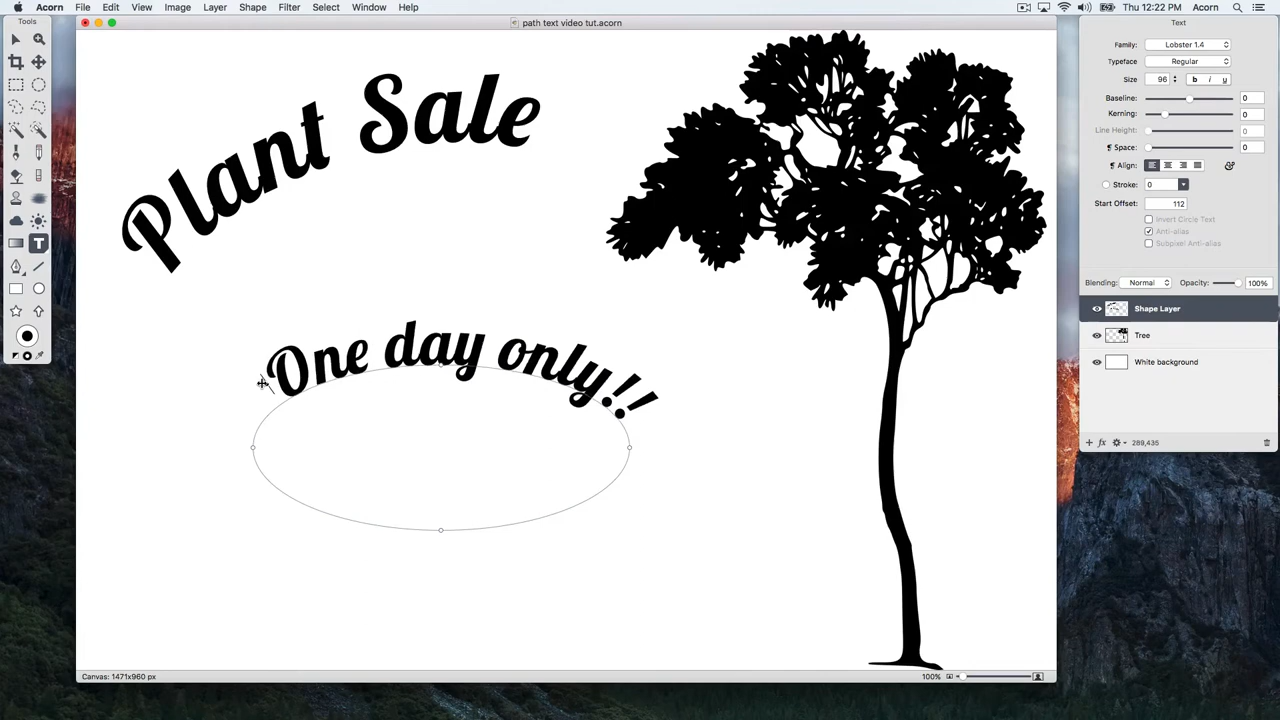 Acorn File Edit View Image Layer Shape Filter Select Window Help
Thu 12:22 PM Acorn
Tools
path text video tut.acorn
Text
Family: Lobster 1.4
Typeface Regular
Size 96 b i u
Baseline: 0
Kerning: 0
Line Height: 0
¶ Space: 0
¶ Align:
Stroke: 0
Start Offset: 112
Invert Circle Text
Anti-alias
Subpixel Anti-alias
Blending: Normal Opacity: 100%
Shape Layer
Tree
White background
fx 289,435
T
Plant Sale
One day only!!
Canvas: 1471x960 px
100%